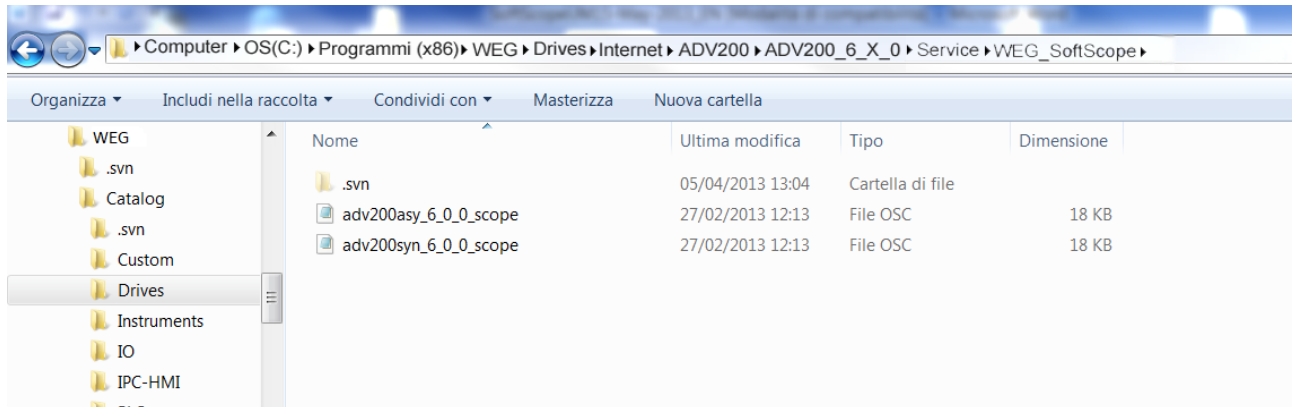 Computer OS(C:) Programmi (x86) WEG Drives Internet ADV200 ADV200_6_X_0 Service WEG_SoftScope
Organizza Includi nella raccolta Condividi con Masterizza Nuova cartella
WEG
.svn
Catalog
.svn
Custom
Drives
Instruments
IO
IPC-HMI
Nome Ultima modifica Tipo Dimensione
.svn 05/04/2013 13:04 Cartella di file
adv200asy_6_0_0_scope 27/02/2013 12:13 File OSC 18 KB
adv200syn_6_0_0_scope 27/02/2013 12:13 File OSC 18 KB